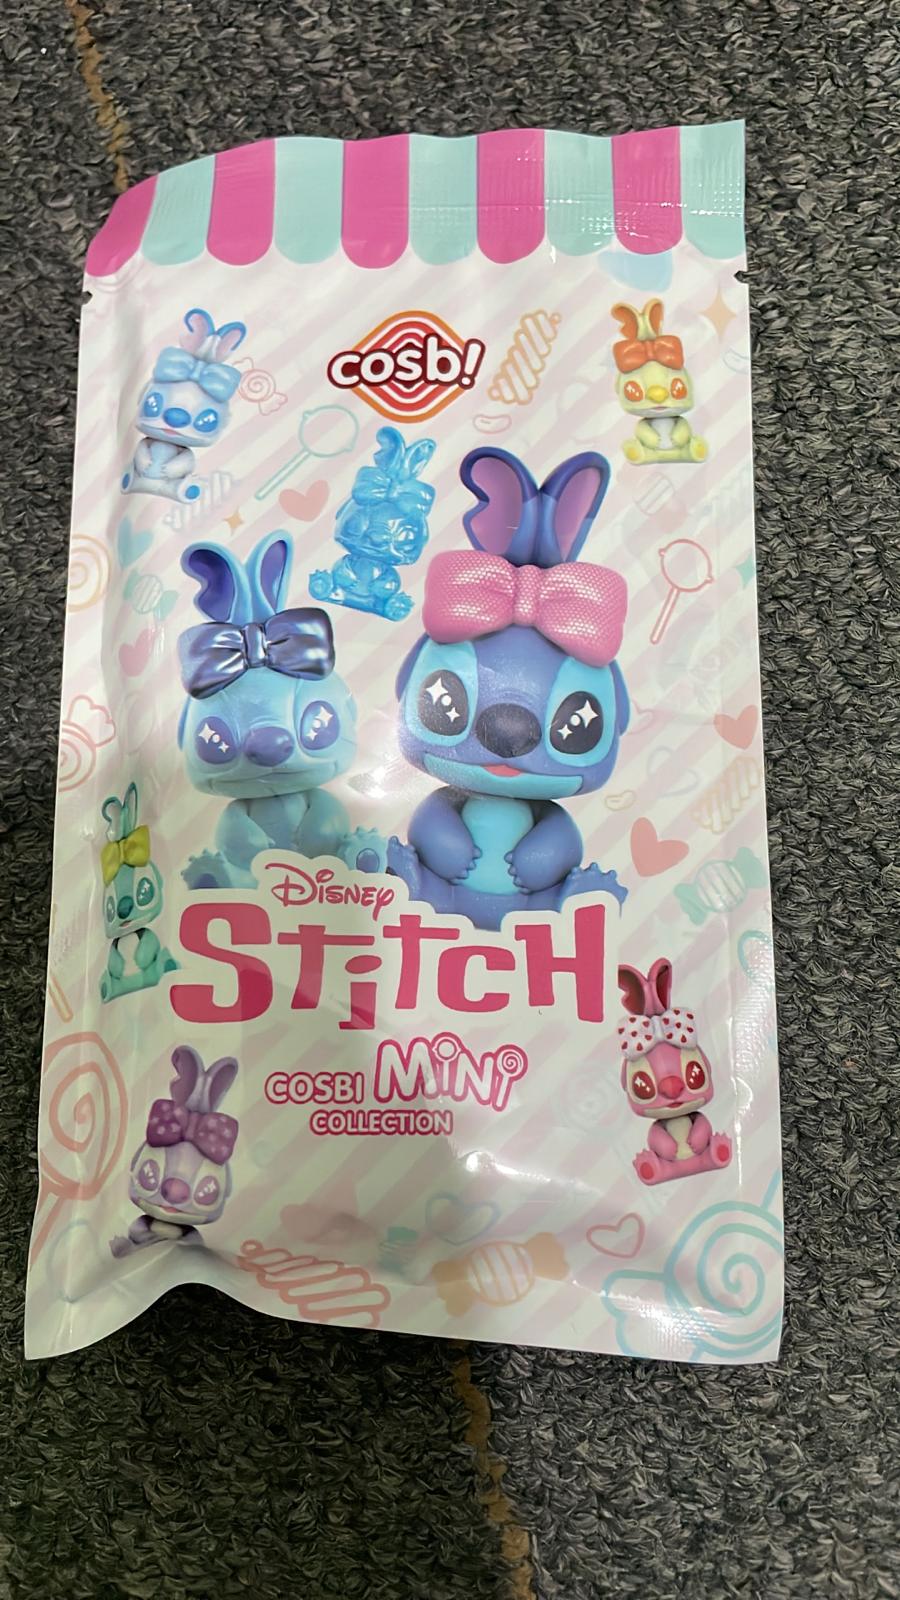 cosb!
Disney
Stitch
COSBI MiNi
COLLECTION